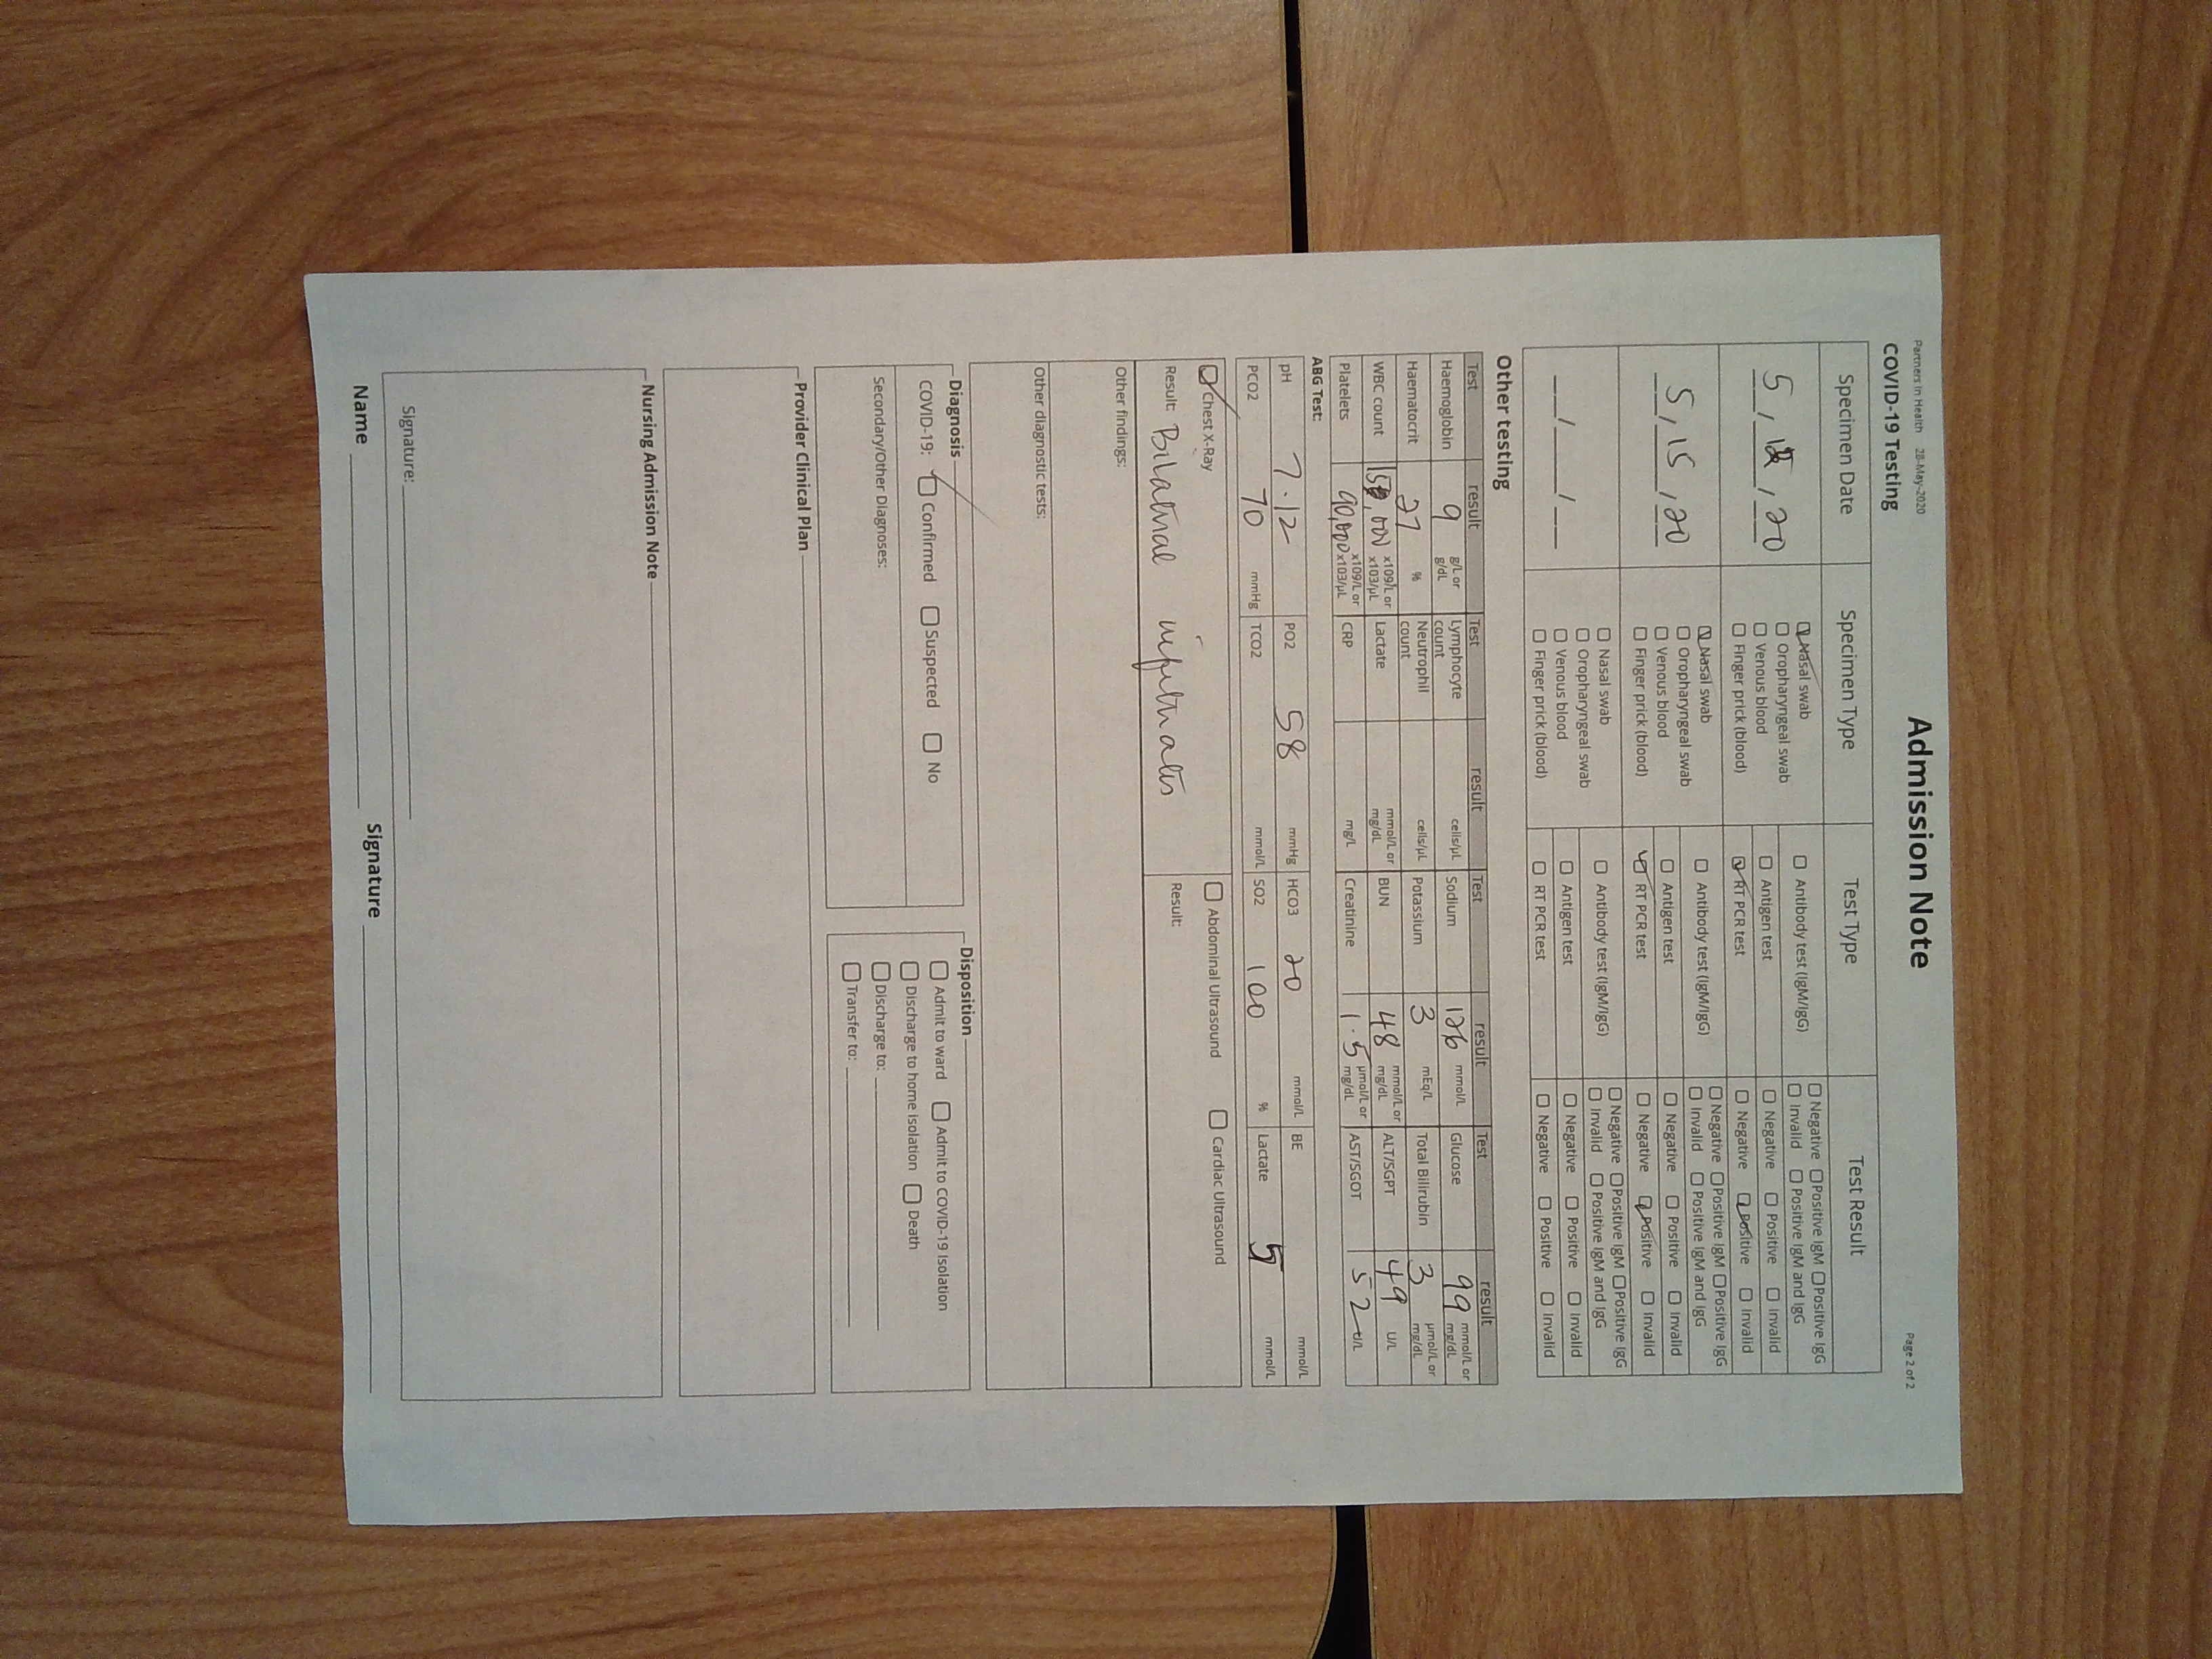 Partners In Health 28-May-2020
Admission Note
Page 2 of 2
COVID-19 Testing
Specimen Date Specimen Type Test Type Test Result
5 / / 20
☑ Nasal swab
☐ Oropharyngeal swab
☐ Venous blood
☐ Finger prick (blood)
☐ Antibody test (IgM/IgG) ☐ Negative ☐ Positive IgM ☐ Positive IgG
☐ Invalid ☐ Positive IgM and IgG
☐ Antigen test ☐ Negative ☐ Positive ☐ Invalid
☑ RT PCR test ☐ Negative ☑ Positive ☐ Invalid
5 / 15 / 20
☑ Nasal swab
☐ Oropharyngeal swab
☐ Venous blood
☐ Finger prick (blood)
☐ Antibody test (IgM/IgG) ☐ Negative ☐ Positive IgM ☐ Positive IgG
☐ Invalid ☐ Positive IgM and IgG
☐ Antigen test ☐ Negative ☐ Positive ☐ Invalid
☑ RT PCR test ☐ Negative ☑ Positive ☐ Invalid
__ / __ / __
☐ Nasal swab
☐ Oropharyngeal swab
☐ Venous blood
☐ Finger prick (blood)
☐ Antibody test (IgM/IgG) ☐ Negative ☐ Positive IgM ☐ Positive IgG
☐ Invalid ☐ Positive IgM and IgG
☐ Antigen test ☐ Negative ☐ Positive ☐ Invalid
☐ RT PCR test ☐ Negative ☐ Positive ☐ Invalid
Other testing
Test result Test result Test result Test result
Haemoglobin 9 g/L or g/dL Lymphocyte count cells/µL Sodium 126 mmol/L Glucose 99 mmol/L or mg/dL
Haematocrit 27 % Neutrophil count cells/µL Potassium 3 mEq/L Total Bilirubin 3 µmol/L or mg/dL
WBC count x109/L or x103/µL Lactate mmol/L or mg/dL BUN 48 mmol/L or mg/dL ALT/SGPT 49 U/L
Platelets 90,000 x109/L or x103/µL CRP mg/L Creatinine 1.5 µmol/L or mg/dL AST/SGOT 52 U/L
ABG Test:
pH 7.12 PO2 58 mmHg HCO3 20 mmol/L BE mmol/L
PCO2 70 mmHg TCO2 mmol/L SO2 100 % Lactate 5 mmol/L
☑ Chest X-Ray ☐ Abdominal Ultrasound ☐ Cardiac Ultrasound
Result: Bilatnal infiltnates Result:
Other findings:
Other diagnostic tests:
Diagnosis
COVID-19: ☑ Confirmed ☐ Suspected ☐ No
Secondary/Other Diagnoses:
Disposition
☐ Admit to ward ☐ Admit to COVID-19 Isolation
☐ Discharge to home isolation ☐ Death
☐ Discharge to:
☐ Transfer to:
Provider Clinical Plan
Nursing Admission Note
Signature:
Name Signature